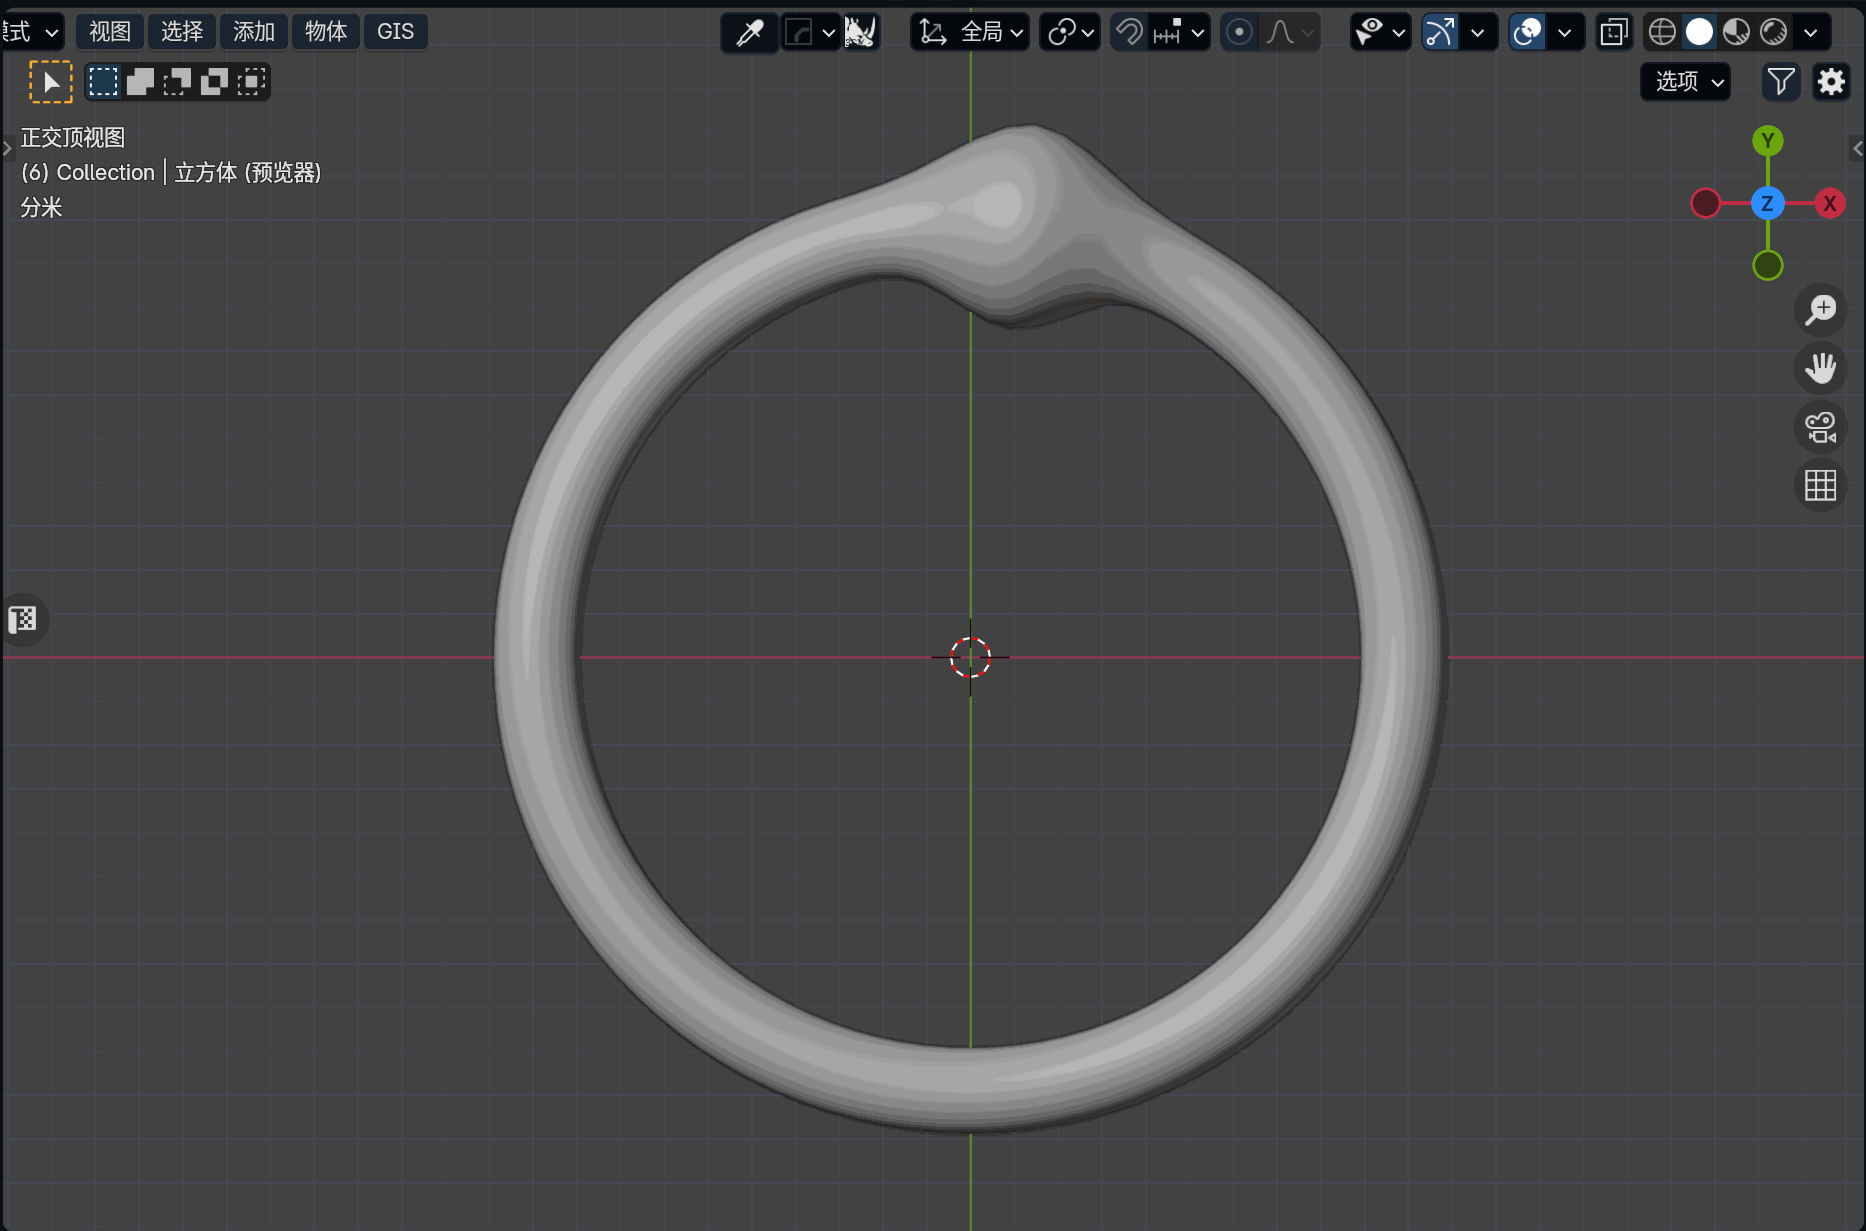 式 视图 选择 添加 物体 GIS 全局
选项
正交顶视图
(6) Collection | 立方体 (预览器)
分米
Y
Z X